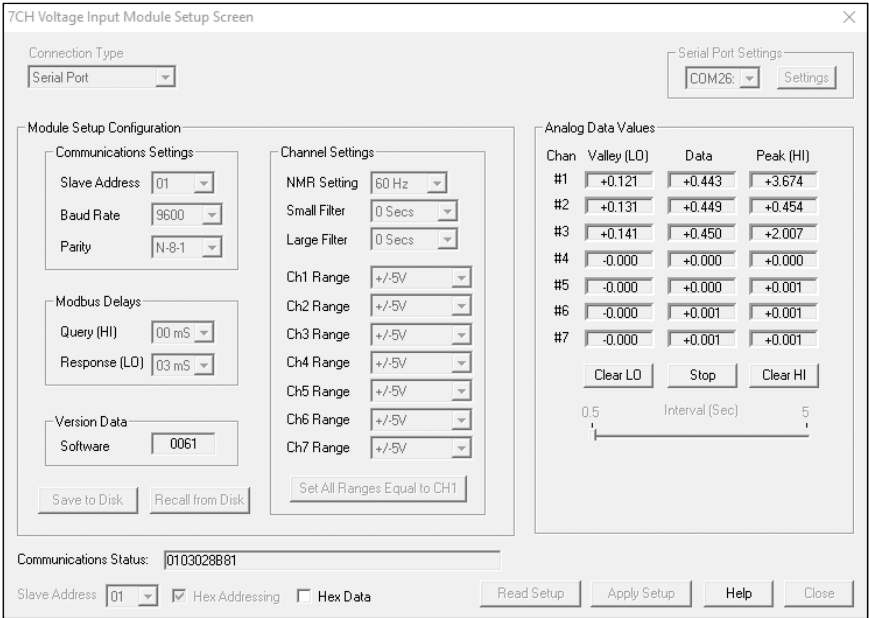 7CH Voltage Input Module Setup Screen
Connection Type
Serial Port
Serial Port Settings
COM26:
Settings
Module Setup Configuration
Communications Settings
Slave Address 01
Baud Rate 9600
Parity N-8-1
Modbus Delays
Query (HI) 00 mS
Response (LO) 03 mS
Version Data
Software 0061
Save to Disk Recall from Disk
Channel Settings
NMR Setting 60 Hz
Small Filter 0 Secs
Large Filter 0 Secs
Ch1 Range +/-5V
Ch2 Range +/-5V
Ch3 Range +/-5V
Ch4 Range +/-5V
Ch5 Range +/-5V
Ch6 Range +/-5V
Ch7 Range +/-5V
Set All Ranges Equal to CH1
Analog Data Values
Chan Valley (LO) Data Peak (HI)
#1 +0.121 +0.443 +3.674
#2 +0.131 +0.449 +0.454
#3 +0.141 +0.450 +2.007
#4 -0.000 +0.000 +0.000
#5 -0.000 +0.000 +0.001
#6 -0.000 +0.001 +0.001
#7 -0.000 +0.001 +0.001
Clear LO Stop Clear HI
0.5 Interval (Sec) 5
Communications Status: 0103028B81
Slave Address 01 Hex Addressing Hex Data Read Setup Apply Setup Help Close